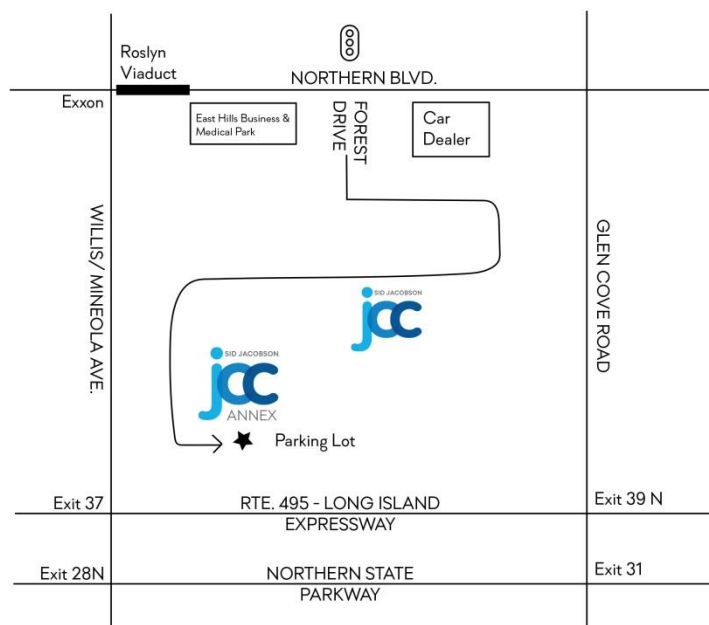 Roslyn
Viaduct
NORTHERN BLVD.
Exxon
East Hills Business &
Medical Park
FOREST
DRIVE
Car
Dealer
WILLIS/ MINEOLA AVE.
GLEN COVE ROAD
SID JACOBSON
jcc
SID JACOBSON
jcc
ANNEX
Parking Lot
Exit 37
RTE. 495 - LONG ISLAND
EXPRESSWAY
Exit 39 N
Exit 28N
NORTHERN STATE
PARKWAY
Exit 31